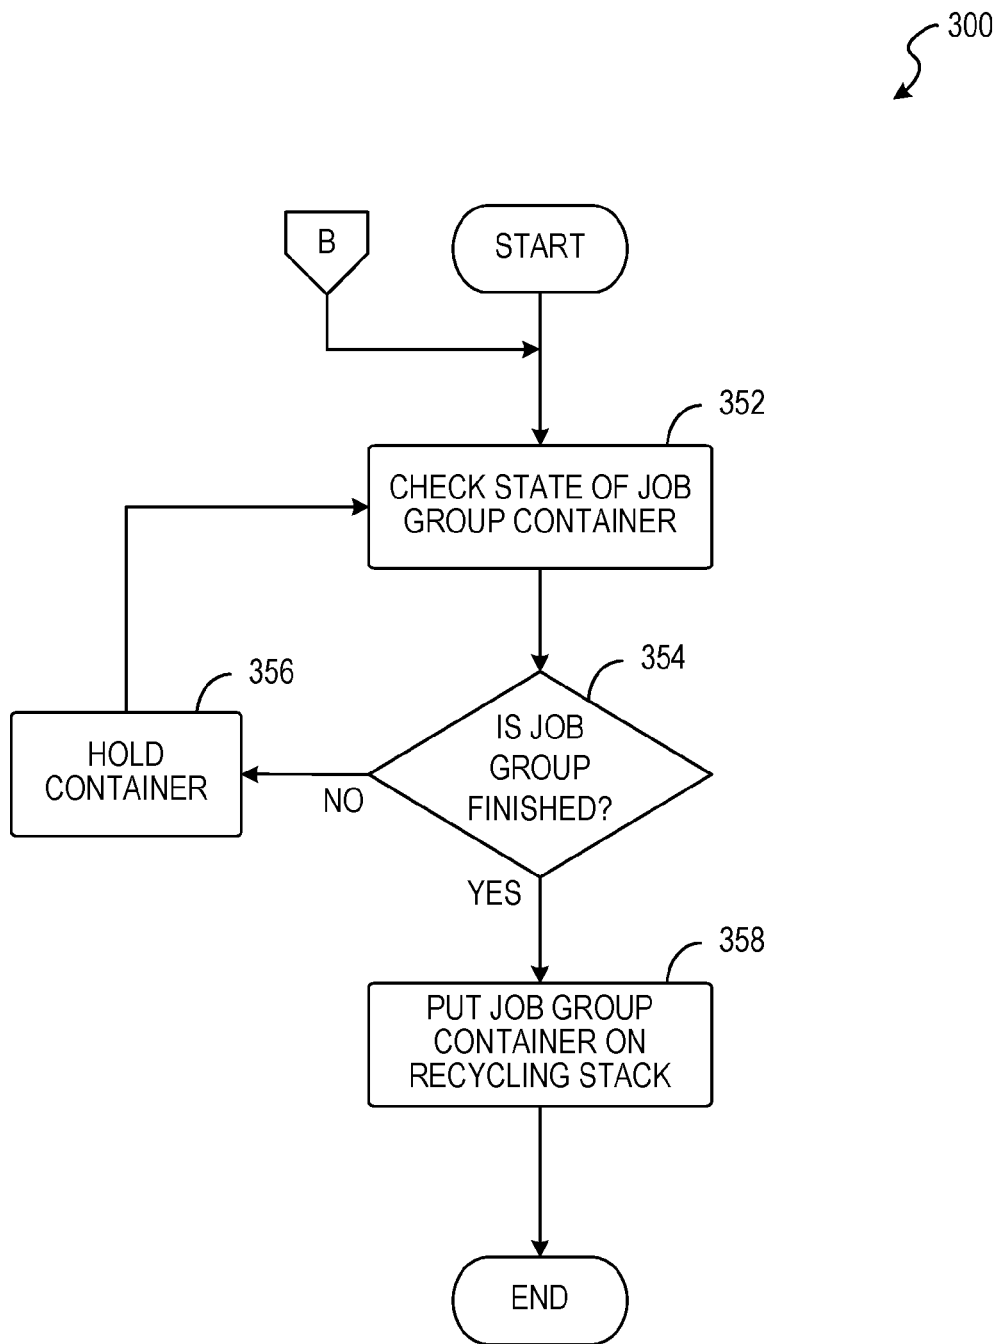 300
B
START
352
CHECK STATE OF JOB
GROUP CONTAINER
354
356
IS JOB
GROUP
FINISHED?
HOLD
CONTAINER
NO
YES
358
PUT JOB GROUP
CONTAINER ON
RECYCLING STACK
END